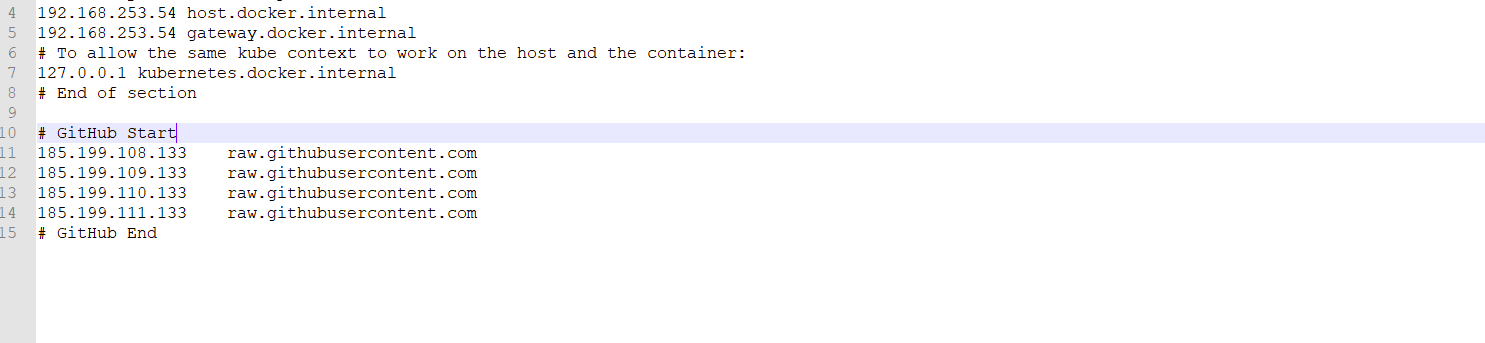 4 192.168.253.54 host.docker.internal
5 192.168.253.54 gateway.docker.internal
6 # To allow the same kube context to work on the host and the container:
7 127.0.0.1 kubernetes.docker.internal
8 # End of section
9
10 # GitHub Start
11 185.199.108.133    raw.githubusercontent.com
12 185.199.109.133    raw.githubusercontent.com
13 185.199.110.133    raw.githubusercontent.com
14 185.199.111.133    raw.githubusercontent.com
15 # GitHub End